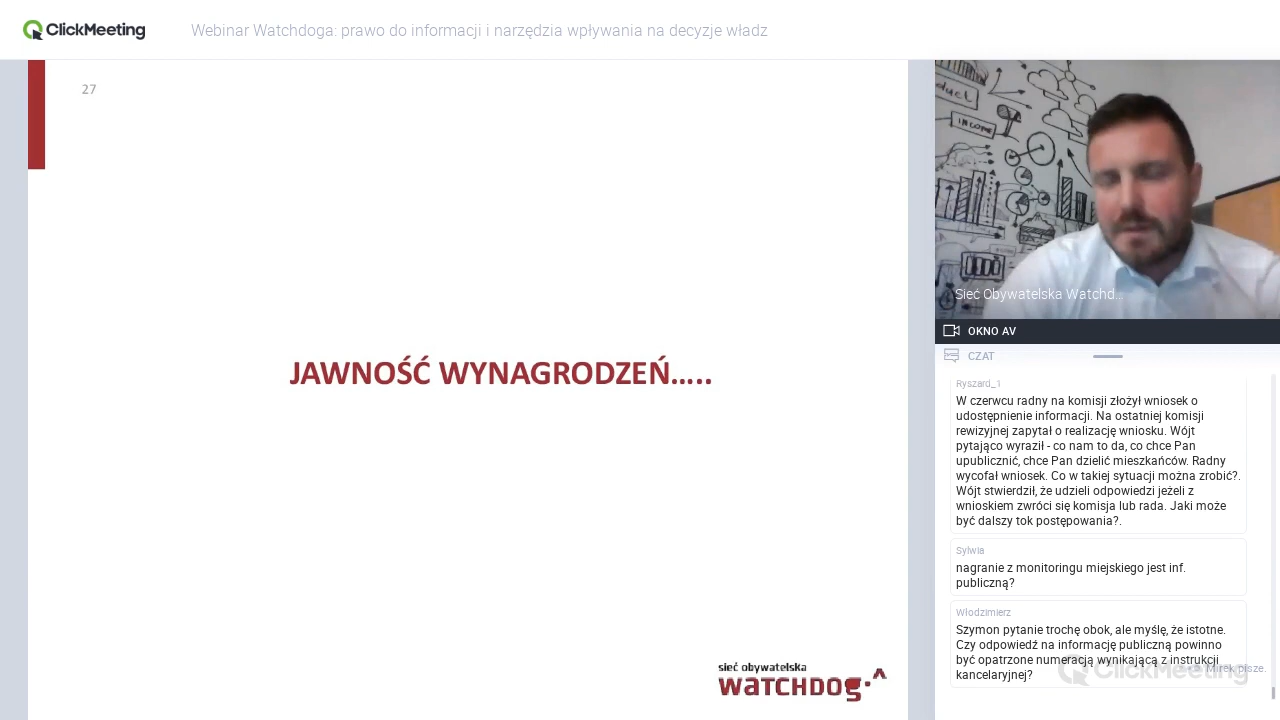 ClickMeeting
Webinar Watchdoga: prawo do informacji i narzędzia wpływania na decyzje władz
27
JAWNOŚĆ WYNAGRODZEŃ.....
sieć obywatelska
WATCHDOG
INCOME
Sieć Obywatelska Watchd...
OKNO AV
CZAT
Ryszard_1
W czerwcu radny na komisji złożył wniosek o
udostępnienie informacji. Na ostatniej komisji
rewizyjnej zapytał o realizację wniosku. Wójt
pytająco wyraził - co nam to da, co chce Pan
upublicznić, chce Pan dzielić mieszkańców. Radny
wycofał wniosek. Co w takiej sytuacji można zrobić?.
Wójt stwierdził, że udzieli odpowiedzi jeżeli z
wnioskiem zwróci się komisja lub rada. Jaki może
być dalszy tok postępowania?.
Sylwia
nagranie z monitoringu miejskiego jest inf.
publiczną?
Włodzimierz
Szymon pytanie trochę obok, ale myślę, że istotne.
Czy odpowiedź na informację publiczną powinno
być opatrzone numeracją wynikającą z instrukcji
kancelaryjnej?
Mirek pisze.
ClickMeeting